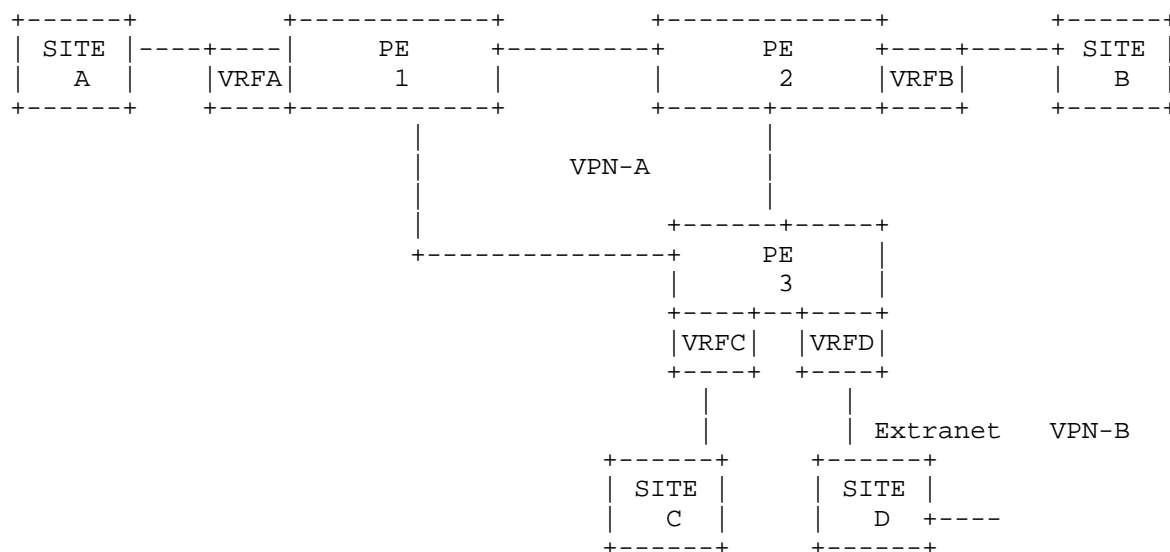 SITE PE PE SITE
A VRFA 1 2 VRFB B
VPN-A
PE
3
VRFC VRFD
Extranet VPN-B
SITE SITE
C D